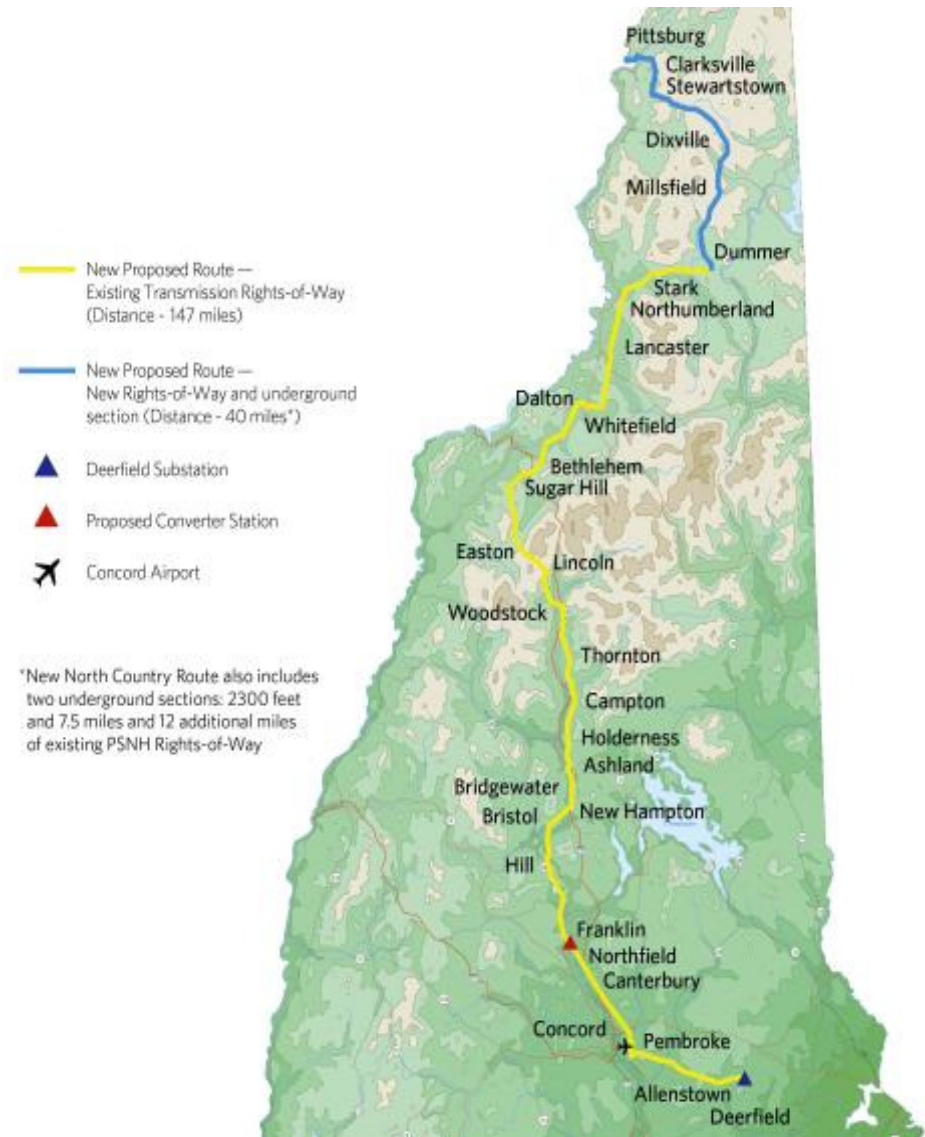 Pittsburg
Clarksville
Stewartstown
Dixville
Millsfield
Dummer
Stark
Northumberland
Lancaster
Dalton
Whitefield
Bethlehem
Sugar Hill
Easton
Lincoln
Woodstock
Thornton
Campton
Holderness
Ashland
Bridgewater
Bristol
New Hampton
Hill
Franklin
Northfield
Canterbury
Concord
Pembroke
Allenstown
Deerfield
New Proposed Route —
Existing Transmission Rights-of-Way
(Distance - 147 miles)
New Proposed Route —
New Rights-of-Way and underground
section (Distance - 40 miles*)
Deerfield Substation
Proposed Converter Station
Concord Airport
*New North Country Route also includes
two underground sections: 2300 feet
and 7.5 miles and 12 additional miles
of existing PSNH Rights-of-Way